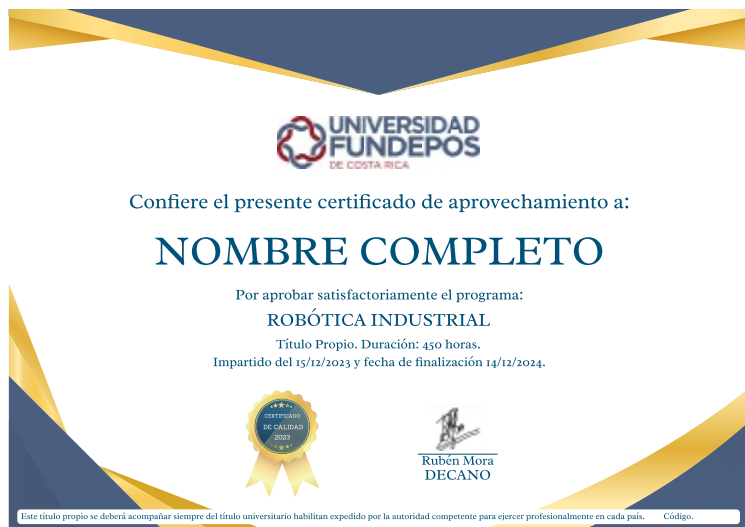 UNIVERSIDAD
FUNDEPOS
DE COSTA RICA
Confiere el presente certificado de aprovechamiento a:
NOMBRE COMPLETO
Por aprobar satisfactoriamente el programa:
ROBÓTICA INDUSTRIAL
Título Propio. Duración: 450 horas.
Impartido del 15/12/2023 y fecha de finalización 14/12/2024.
CERTIFICADO
DE CALIDAD
2023
Rubén Mora
DECANO
Este título propio se deberá acompañar siempre del título universitario habilitan expedido por la autoridad competente para ejercer profesionalmente en cada país. Código.